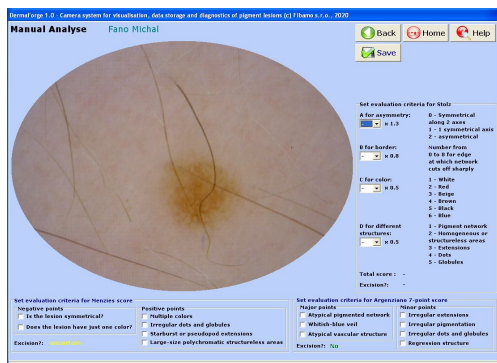 Dermaforge 1.0 - Camera system for visualisation, data storage and diagnostics of pigment lesions (c) Fibamo s.r.o., 2020
Manual Analyse
Fano Michal
Back
Home
Help
Save
Set evaluation criteria for Stolz
A for asymmetry:
x 1.3
0 - Symmetrical
along 2 axes
1 - 1 symmetrical axis
2 - asymmetrical
B for border:
- x 0.8
Number from
0 to 8 for edge
at which network
cuts off sharply
C for color:
- x 0.5
1 - White
2 - Red
3 - Beige
4 - Brown
5 - Black
6 - Blue
D for different
structures:
- x 0.5
1 - Pigment network
2 - Homogeneous or
structureless areas
3 - Extensions
4 - Dots
5 - Globules
Total score : -
Excision?: -
Set evaluation criteria for Menzies score
Negative points
Is the lesion symmetrical?
Does the lesion have just one color?
Excision?:
Positive points
Multiple colors
Irregular dots and globules
Starburst or pseudopod extensions
Large-size polychromatic structureless areas
Set evaluation criteria for Argenziano 7-point score
Major points
Atypical pigmented network
Whitish-blue veil
Atypical vascular structure
Excision?: No
Minor points
Irregular extensions
Irregular pigmentation
Irregular dots and globules
Regression structure